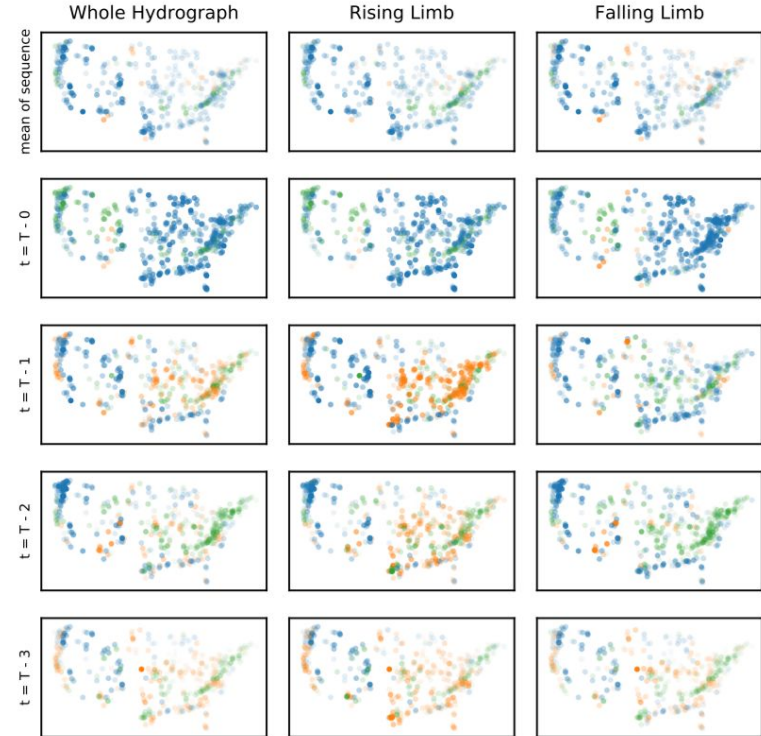 Whole Hydrograph
Rising Limb
Falling Limb
mean of sequence
t = T - 0
t = T - 1
t = T - 2
t = T - 3